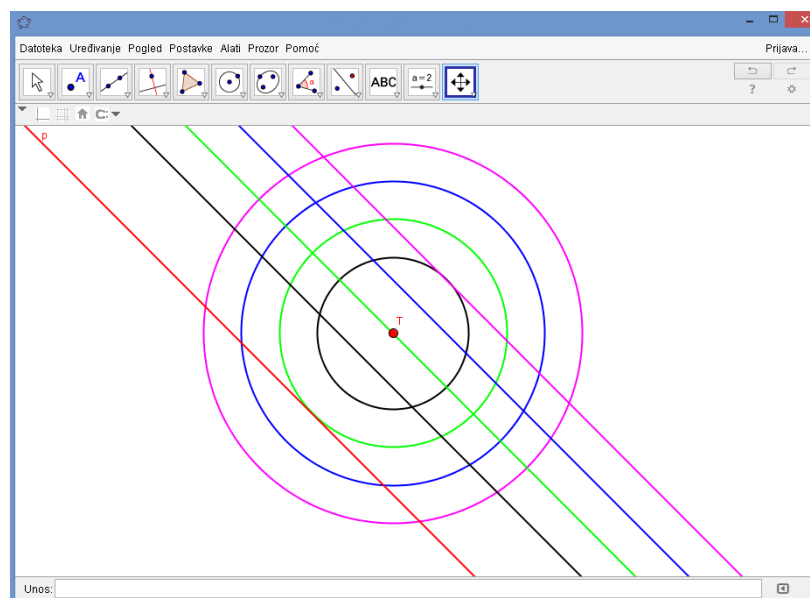 Datoteka Uređivanje Pogled Postavke Alati Prozor Pomoć Prijava...
A α ABC a = 2 ?
p
T
Unos: